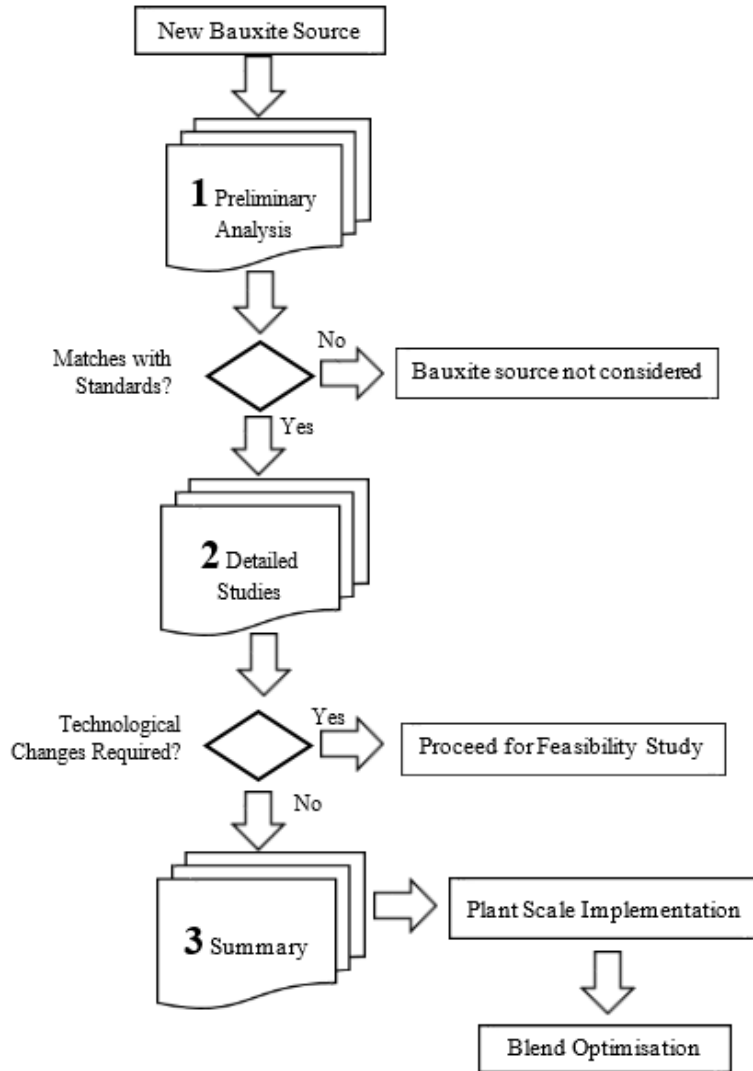 New Bauxite Source
1 Preliminary
Analysis
Matches with
Standards?
No
Bauxite source not considered
Yes
2 Detailed
Studies
Technological
Changes Required?
Yes
Proceed for Feasibility Study
No
3 Summary
Plant Scale Implementation
Blend Optimisation